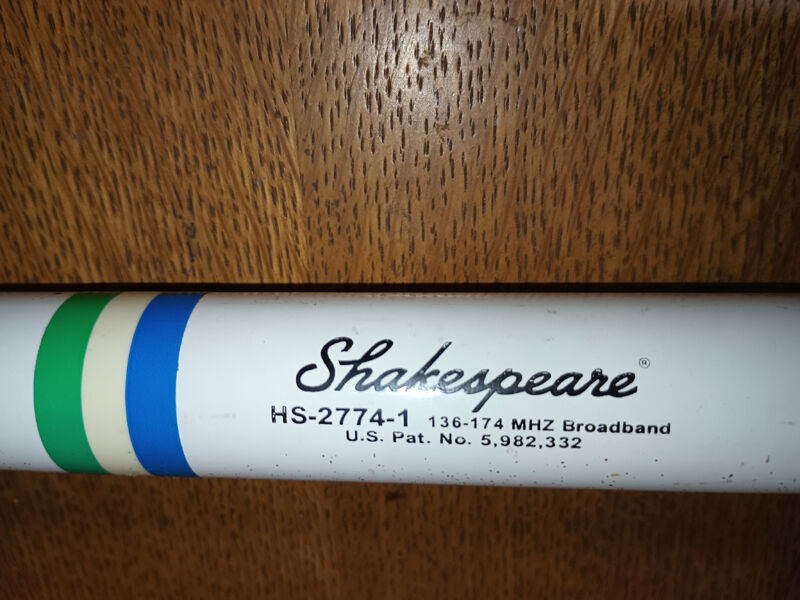 Shakespeare®
HS-2774-1 136-174 MHZ Broadband
U.S. Pat. No. 5,982,332